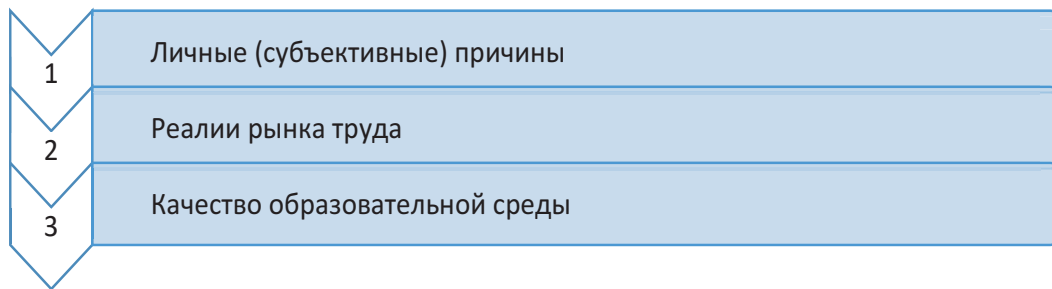 1
Личные (субъективные) причины
2
Реалии рынка труда
3
Качество образовательной среды